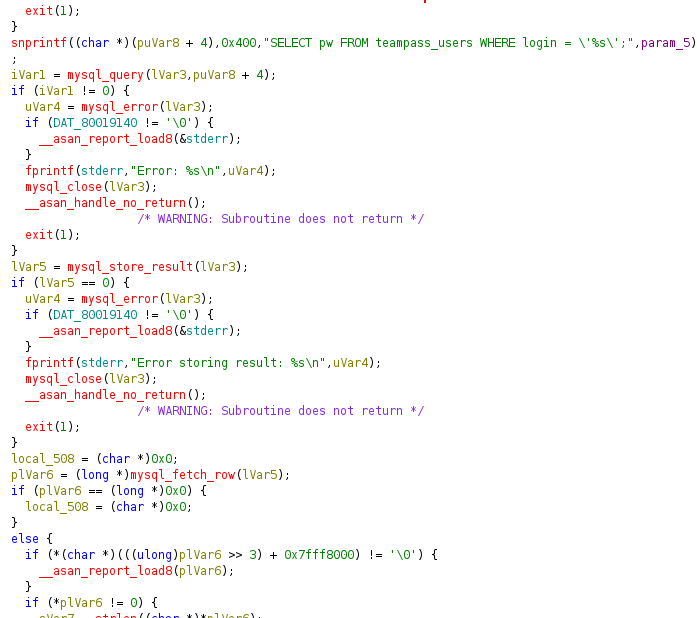 exit(1);
}
snprintf((char *)(puVar8 + 4),0x400,"SELECT pw FROM teampass_users WHERE login = \'%s\';",param_5)
;
iVar1 = mysql_query(lVar3,puVar8 + 4);
if (iVar1 != 0) {
uVar4 = mysql_error(lVar3);
if (DAT_80019140 != '\0') {
__asan_report_load8(&stderr);
}
fprintf(stderr,"Error: %s\n",uVar4);
mysql_close(lVar3);
__asan_handle_no_return();
/* WARNING: Subroutine does not return */
exit(1);
}
lVar5 = mysql_store_result(lVar3);
if (lVar5 == 0) {
uVar4 = mysql_error(lVar3);
if (DAT_80019140 != '\0') {
__asan_report_load8(&stderr);
}
fprintf(stderr,"Error storing result: %s\n",uVar4);
mysql_close(lVar3);
__asan_handle_no_return();
/* WARNING: Subroutine does not return */
exit(1);
}
local_508 = (char *)0x0;
plVar6 = (long *)mysql_fetch_row(lVar5);
if (plVar6 == (long *)0x0) {
local_508 = (char *)0x0;
}
else {
if (*(char *)(((ulong)plVar6 >> 3) + 0x7fff8000) != '\0') {
__asan_report_load8(plVar6);
}
if (*plVar6 != 0) {